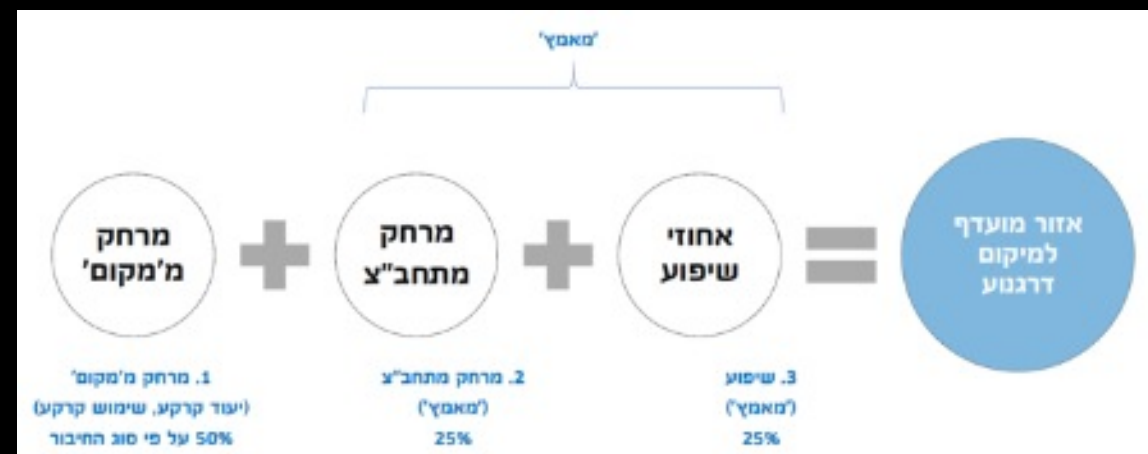 'מאמץ'
מרחק
מ'מקום'
מרחק
מתחב"צ
אחוזי
שיפוע
אזור מועדף
למיקום
דרגנוע
1. מרחק מ'מקום'
(יעוד קרקע, שימוש קרקע)
50% על פי סוג החיבור
2. מרחק מתחב"צ
('מאמץ')
25%
3. שיפוע
('מאמץ')
25%